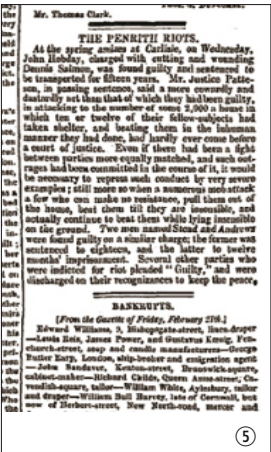 Mr. Thomas Clark.
THE PENRITH RIOTS.
At the spring assizes at Carlisle, on Wednesday,
John Hobday, charged with cutting and wounding
Dennis Salmon, was found guilty and sentenced to
be transported for fifteen years. Mr. Justice Patte-
son, in passing sentence, said a more cowardly and
dastardly act than that of which they had been guilty,
in attacking to the number of some 2,000 a house in
which ten or twelve of their fellow-subjects had
taken shelter, and beating them in the inhuman
manner they had done, had hardly ever come before
a court of justice. Even if there had been a fight
between parties more equally matched, and such out-
rages had been committed in the course of it, it would
be necessary to repress such conduct by very severe
examples; still more so when a numerous mob attack
a few who can make no resistance, pull them out of
the house, beat them till they are insensible, and
actually continue to beat them while lying insensible
on the ground. Two men named Stead and Andrews
were found guilty on a similar charge; the former was
sentenced to eighteen, and the latter to twelve
months' imprisonment. Several other parties who
were indicted for riot pleaded "Guilty," and were
discharged on their recognizances to keep the peace.
BANKRUPTS.
[From the Gazette of Friday, February 27th.]
Edward Williams, 9, Bishopsgate-street, linen-draper
—Louis Reis, James Power, and Gustavus Kœnig, Fen-
church-street, soap and candle manufacturers—George
Butler Earp, London, ship-broker and emigration agent
—John Sandaver, Keaton-street, Brunswick-square,
cabinet-maker—Richard Childs, Queen Anne-street, Ca-
vendish-square, tailor—William White, Aylesbury, tailor
and draper—William Bull Harvey, late of Cornwall, but
now of Herbert-street, New North-road, mercer and
⑤